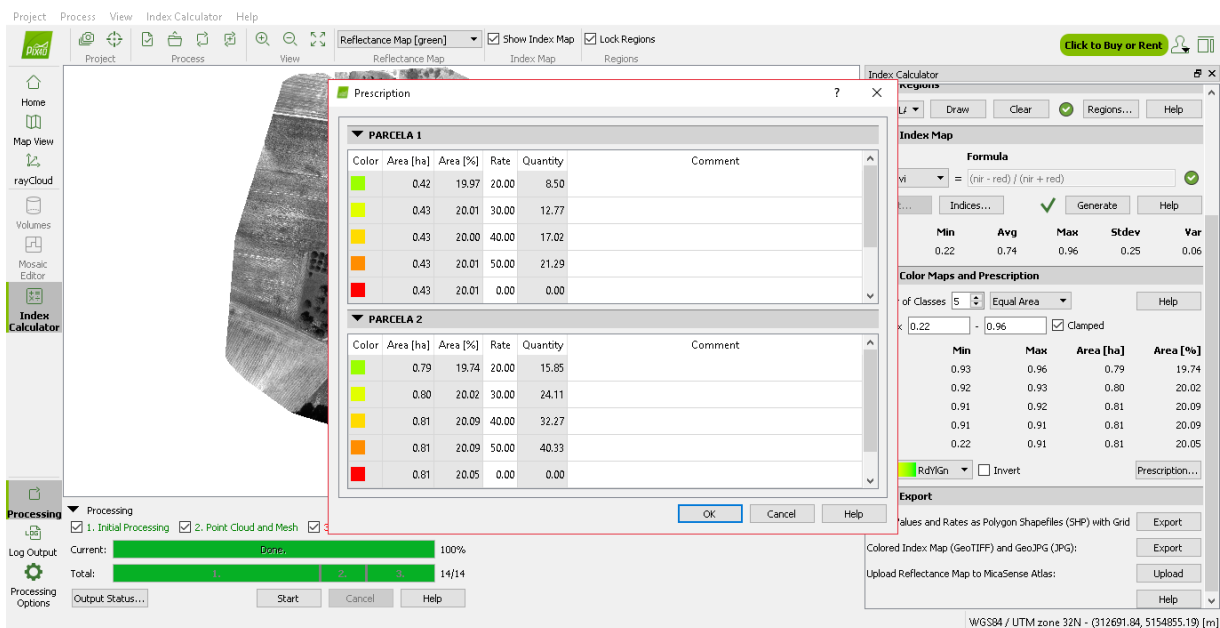 Project Process View Index Calculator Help
Pix4D
Reflectance Map [green] Show Index Map Lock Regions
Project Process View Reflectance Map Index Map Regions
Click to Buy or Rent
Home
Map View
rayCloud
Volumes
Mosaic
Editor
Index
Calculator
Processing
Log Output
Processing
Options
Prescription ? ×
PARCELA 1
Color Area [ha] Area [%] Rate Quantity Comment
0.42 19.97 20.00 8.50
0.43 20.01 30.00 12.77
0.43 20.00 40.00 17.02
0.43 20.01 50.00 21.29
0.43 20.01 0.00 0.00
PARCELA 2
Color Area [ha] Area [%] Rate Quantity Comment
0.79 19.74 20.00 15.85
0.80 20.02 30.00 24.11
0.81 20.09 40.00 32.27
0.81 20.09 50.00 40.33
0.81 20.05 0.00 0.00
OK Cancel Help
Index Calculator
Regions
Draw Clear Regions... Help
Index Map
Formula
vi = (nir - red) / (nir + red)
Indices... Generate Help
Min Avg Max Stdev Var
0.22 0.74 0.96 0.25 0.06
Color Maps and Prescription
of Classes 5 Equal Area Help
x 0.22 - 0.96 Clamped
Min Max Area [ha] Area [%]
0.93 0.96 0.79 19.74
0.92 0.93 0.80 20.02
0.91 0.92 0.81 20.09
0.91 0.91 0.81 20.09
0.22 0.91 0.81 20.05
RdYlGn Invert Prescription...
Export
Values and Rates as Polygon Shapefiles (SHP) with Grid Export
Colored Index Map (GeoTIFF) and GeoJPG (JPG): Export
Upload Reflectance Map to MicaSense Atlas: Upload
Help
Processing
1. Initial Processing 2. Point Cloud and Mesh 3
Current: Done. 100%
Total: 1. 2. 3. 14/14
Output Status... Start Cancel Help
WGS84 / UTM zone 32N - (312691.84, 5154855.19) [m]